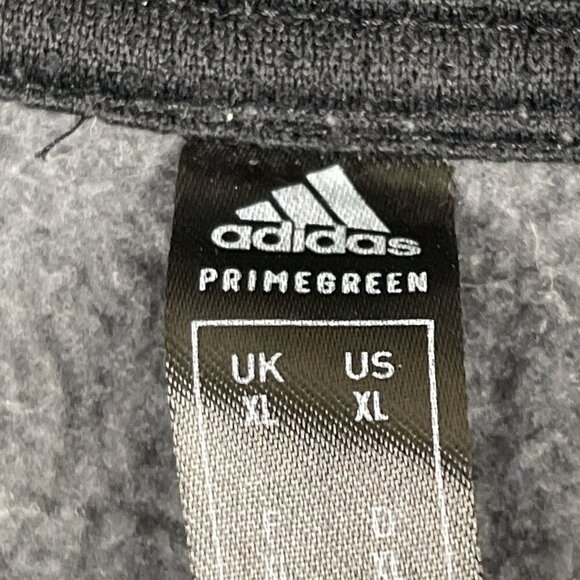 adidas
PRIMEGREEN
UK US
XL XL
F D